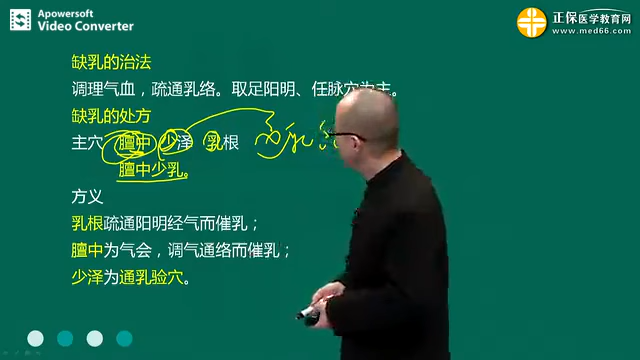 Apowersoft
Video Converter
正保医学教育网
www.med66.com
缺乳的治法
调理气血，疏通乳络。取足阳明、任脉穴为主。
缺乳的处方
主穴 膻中 少泽 乳根
膻中少乳。
方义
乳根疏通阳明经气而催乳；
膻中为气会，调气通络而催乳；
少泽为通乳验穴。